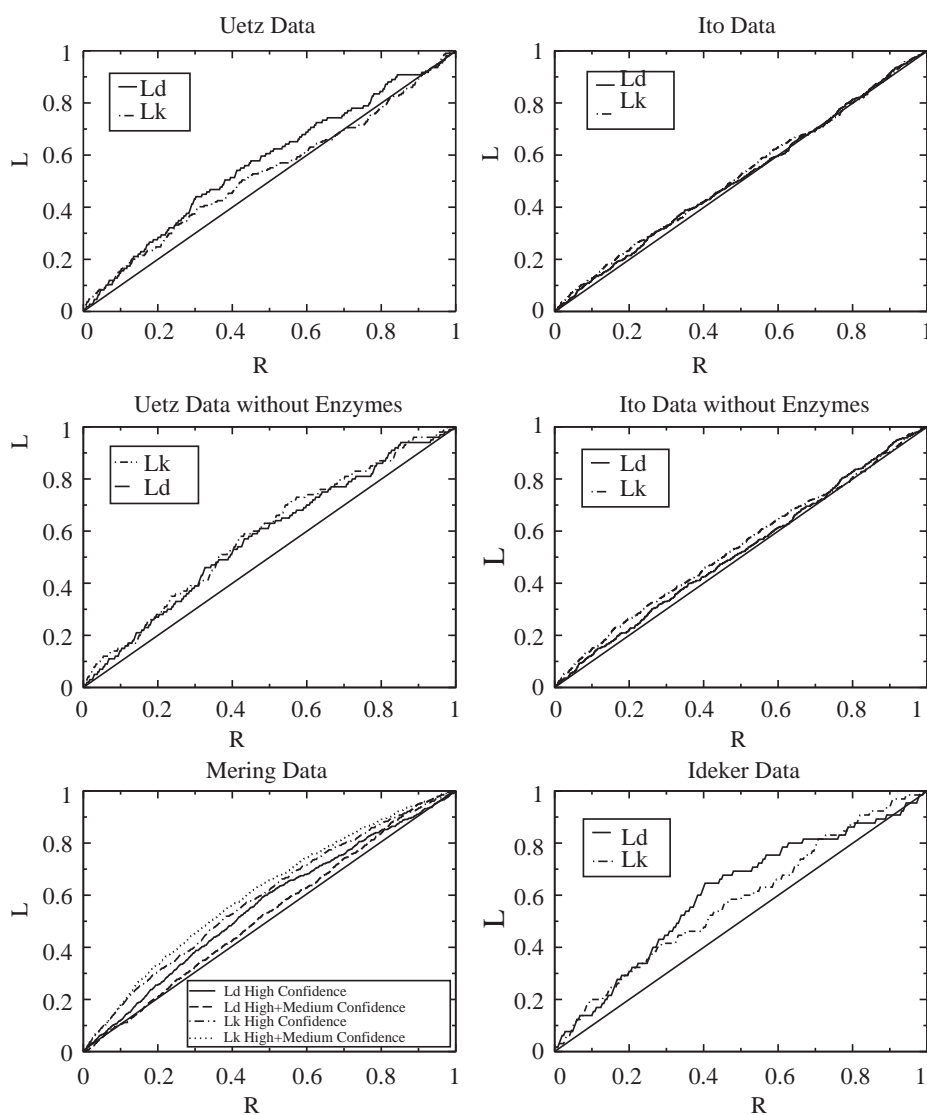 Uetz Data
1
0.8
0.6
0.4
0.2
0
L
Ld
Lk
0 0.2 0.4 0.6 0.8 1
R
Ito Data
1
0.8
0.6
0.4
0.2
0
L
Ld
Lk
0 0.2 0.4 0.6 0.8 1
R
Uetz Data without Enzymes
1
0.8
0.6
0.4
0.2
0
L
Lk
Ld
0 0.2 0.4 0.6 0.8 1
R
Ito Data without Enzymes
1
0.8
0.6
0.4
0.2
0
L
Ld
Lk
0 0.2 0.4 0.6 0.8 1
R
Mering Data
1
0.8
0.6
0.4
0.2
0
L
Ld High Confidence
Ld High+Medium Confidence
Lk High Confidence
Lk High+Medium Confidence
0 0.2 0.4 0.6 0.8 1
R
Ideker Data
1
0.8
0.6
0.4
0.2
0
L
Ld
Lk
0 0.2 0.4 0.6 0.8 1
R